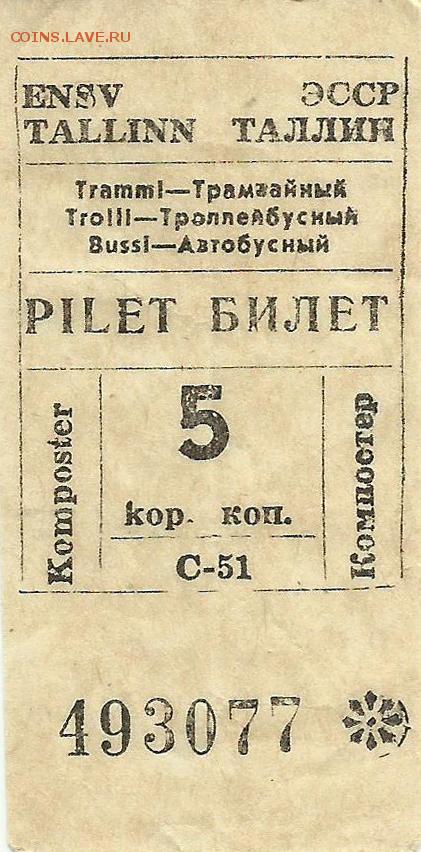 COINS.LAVE.RU
ENSV ЭССР
TALLINN ТАЛЛИН
Trammi—Трамвайный
Trolli—Троллейбусный
Bussi—Автобусный
PILET БИЛЕТ
Komposter
5
kop. коп.
С-51
Компостер
493077